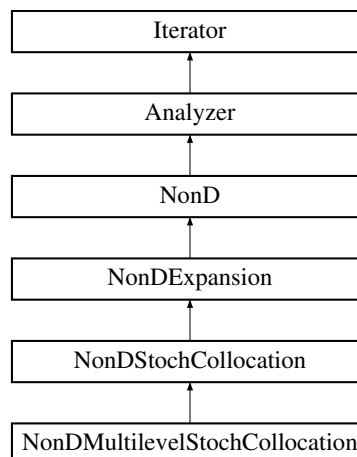 Iterator
Analyzer
NonD
NonDExpansion
NonDStochCollocation
NonDMultilevelStochCollocation